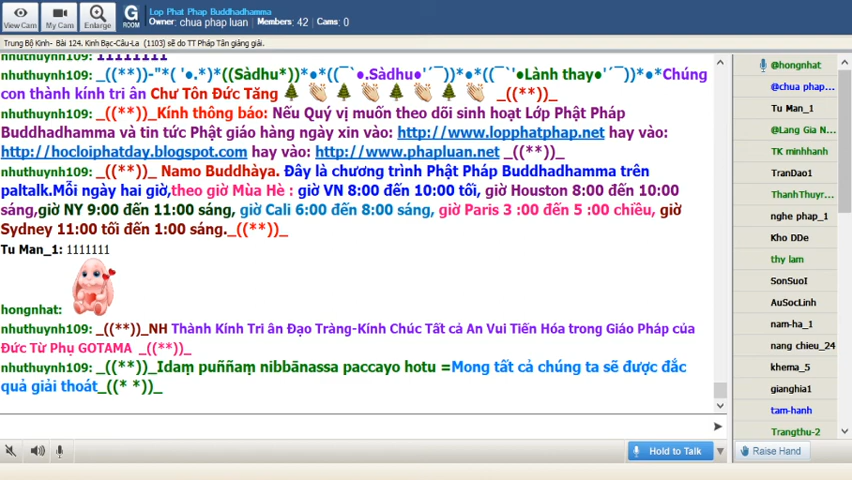 View Cam
My Cam
Enlarge
G
ROOM
Lop Phat Phap Buddhadhamma
Owner: chua phap luan Members: 42 Cams: 0
Trung Bộ Kinh- Bài 124. Kinh Bạc-Câu-La (1103) sẽ do TT Pháp Tân giảng giải.
nhuthuynh109: 11111111
nhuthuynh109: _((**))-"*( '●.*)*((Sàdhu*))*●*((¯`●.Sàdhu●'´¯))*●*((¯`'●Lành thay●'´¯))*●*Chúng
con thành kính tri ân Chư Tôn Đức Tăng _((**))_
nhuthuynh109: _((**))_Kính thông báo: Nếu Quý vị muốn theo dõi sinh hoạt Lớp Phật Pháp
Buddhadhamma và tin tức Phật giáo hàng ngày xin vào: http://www.lopphatphap.net hay vào:
http://hocloiphatday.blogspot.com hay vào: http://www.phapluan.net _((**))_
nhuthuynh109: _((**))_ Namo Buddhàya. Đây là chương trình Phật Pháp Buddhadhamma trên
paltalk.Mỗi ngày hai giờ,theo giờ Mùa Hè : giờ VN 8:00 đến 10:00 tối, giờ Houston 8:00 đến 10:00
sáng,giờ NY 9:00 đến 11:00 sáng, giờ Cali 6:00 đến 8:00 sáng, giờ Paris 3 :00 đến 5 :00 chiều, giờ
Sydney 11:00 tối đến 1:00 sáng._((**))_
Tu Man_1: 1111111
hongnhat:
nhuthuynh109: _((**))_NH Thành Kính Tri ân Đạo Tràng-Kính Chúc Tất cả An Vui Tiến Hóa trong Giáo Pháp của
Đức Từ Phụ GOTAMA _((**))_
nhuthuynh109: _((**))_Idaṃ puññaṃ nibbānassa paccayo hotu =Mong tất cả chúng ta sẽ được đắc
quả giải thoát_((* *))_
Hold to Talk
@hongnhat
@chua phap...
Tu Man_1
@Lang Gia N...
TK minhhanh
TranDao1
ThanhThuyr...
nghe phap_1
Kho DDe
thy lam
SonSuoI
AuSocLinh
nam-ha_1
nang chieu_24
khema_5
gianghia1
tam-hanh
Trangthu-2
Raise Hand